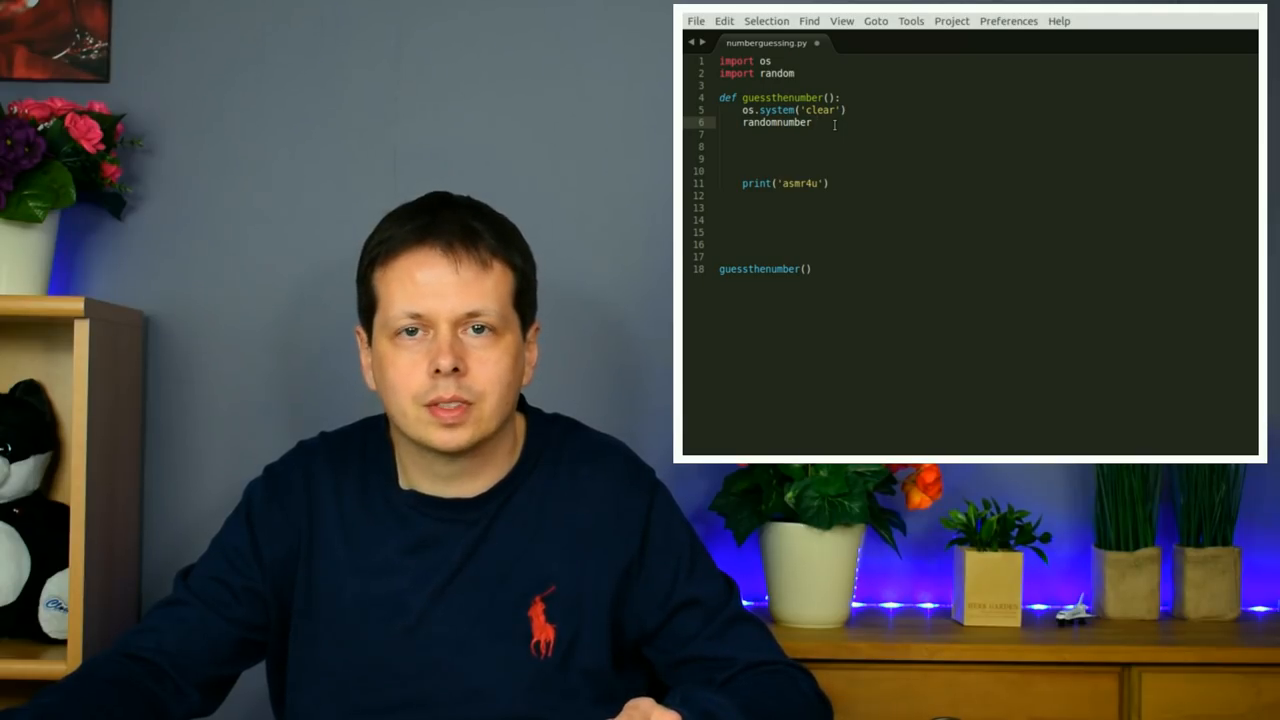 File Edit Selection Find View Goto Tools Project Preferences Help
numberguessing.py
1 import os
2 import random
3
4 def guessthenumber():
5 os.system('clear')
6 randomnumber
7
8
9
10
11 print('asmr4u')
12
13
14
15
16
17
18 guessthenumber()
HERB GARDEN